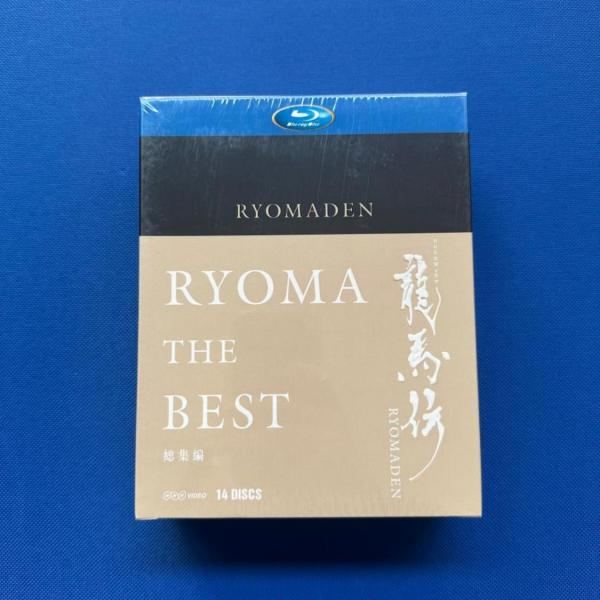 Blu-ray Disc
RYOMADEN
RYOMA
THE
BEST
総集編
NHK VIDEO 14 DISCS
龍馬伝
RYOMADEN